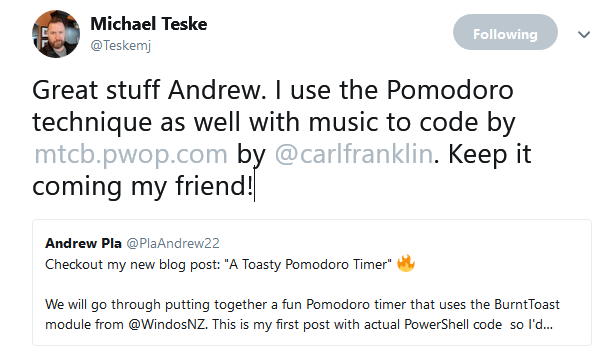 Michael Teske
@Teskemj
Following
Great stuff Andrew. I use the Pomodoro
technique as well with music to code by
mtcb.pwop.com by @carlfranklin. Keep it
coming my friend!
Andrew Pla @PlaAndrew22
Checkout my new blog post: "A Toasty Pomodoro Timer" 🔥
We will go through putting together a fun Pomodoro timer that uses the BurntToast
module from @WindosNZ. This is my first post with actual PowerShell code so I'd...